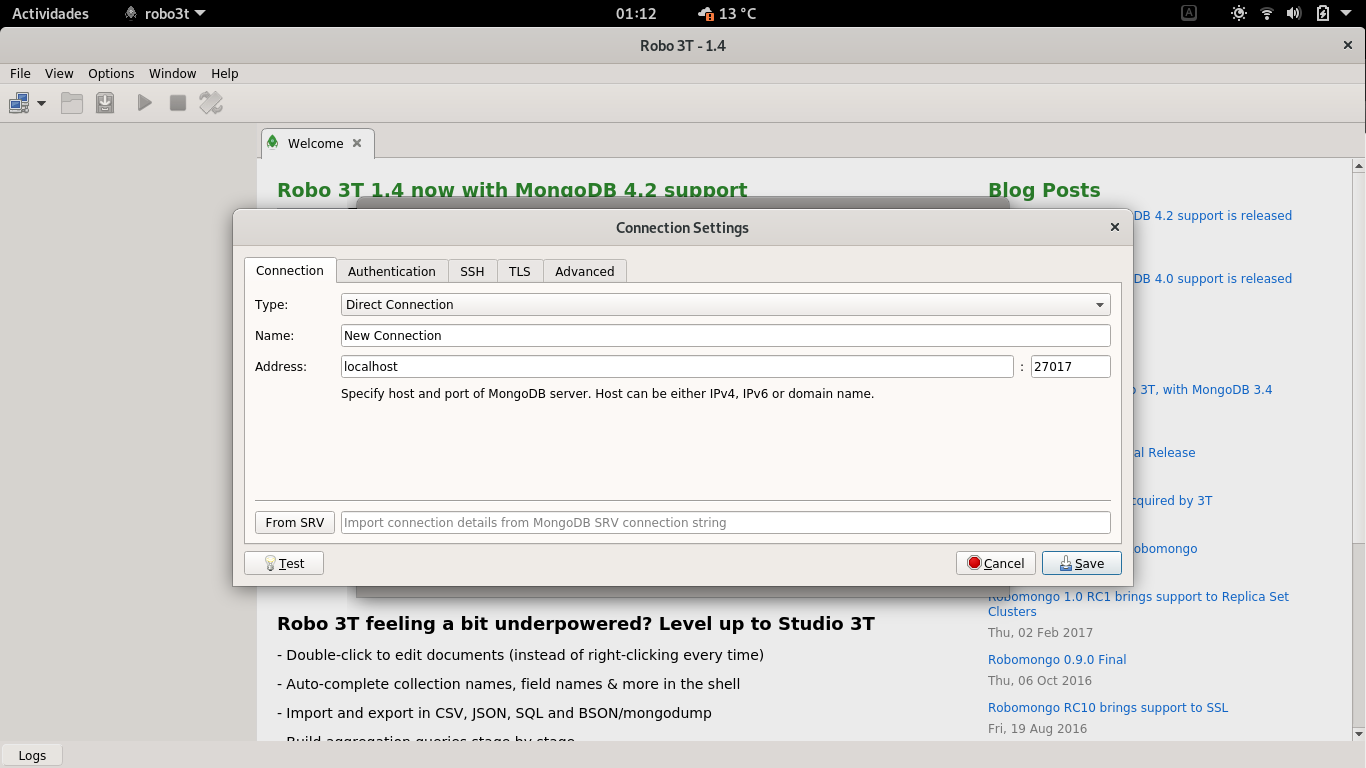 Actividades robo3t 01:12 13 °C A
Robo 3T - 1.4
File View Options Window Help
Welcome
Robo 3T 1.4 now with MongoDB 4.2 support
Blog Posts
DB 4.2 support is released
DB 4.0 support is released
3T, with MongoDB 3.4
al Release
cquired by 3T
obomongo
Robomongo 1.0 RC1 brings support to Replica Set
Clusters
Thu, 02 Feb 2017
Robomongo 0.9.0 Final
Thu, 06 Oct 2016
Robomongo RC10 brings support to SSL
Fri, 19 Aug 2016
Connection Settings
Connection Authentication SSH TLS Advanced
Type: Direct Connection
Name: New Connection
Address: localhost : 27017
Specify host and port of MongoDB server. Host can be either IPv4, IPv6 or domain name.
From SRV Import connection details from MongoDB SRV connection string
Test Cancel Save
Robo 3T feeling a bit underpowered? Level up to Studio 3T
- Double-click to edit documents (instead of right-clicking every time)
- Auto-complete collection names, field names & more in the shell
- Import and export in CSV, JSON, SQL and BSON/mongodump
- Build aggregation queries stage by stage
Logs